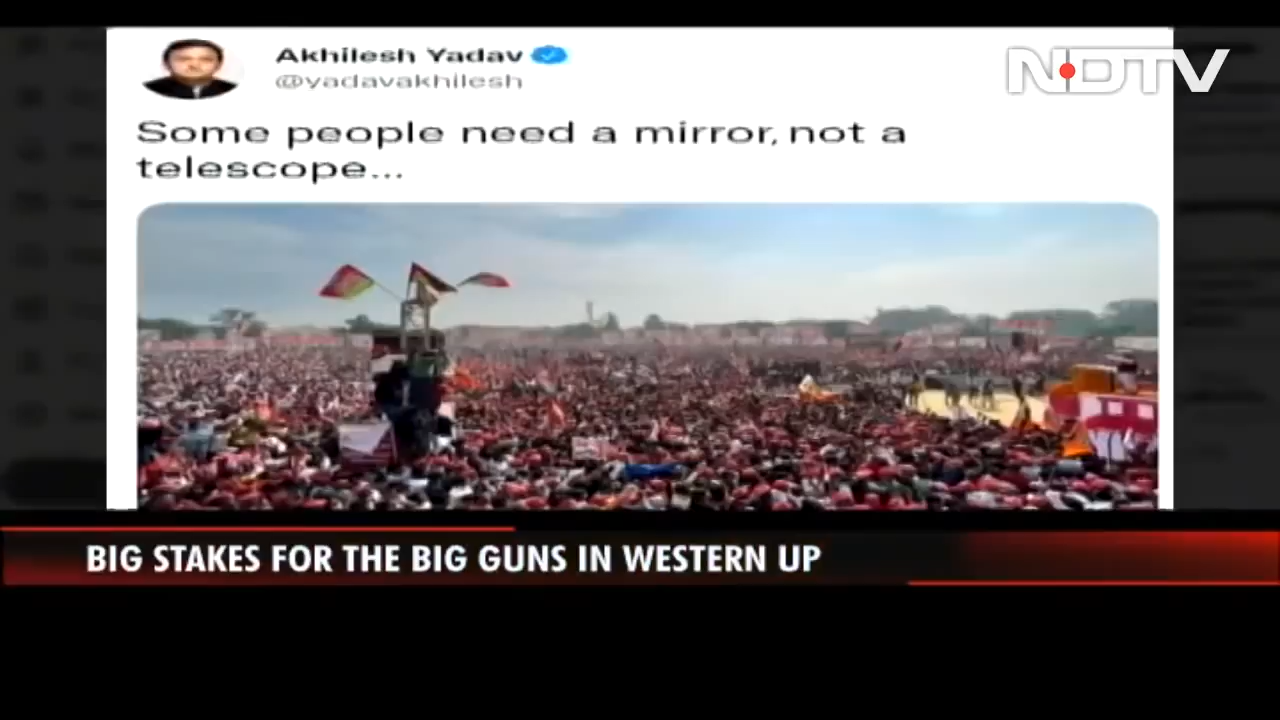 Akhilesh Yadav
@yadavakhilesh
NDTV
Some people need a mirror, not a
telescope...
BIG STAKES FOR THE BIG GUNS IN WESTERN UP